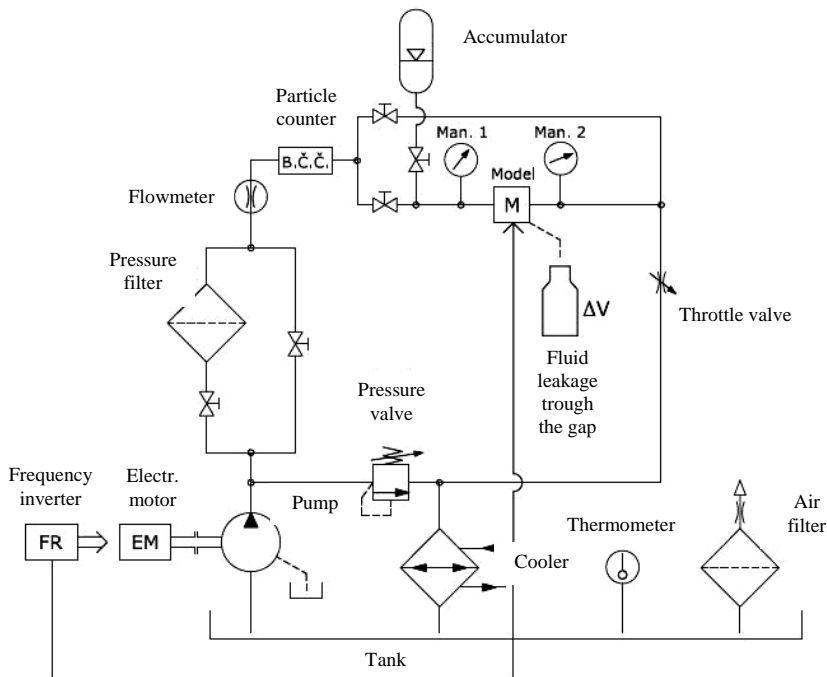 Accumulator
Particle
counter
Man. 1
Man. 2
B.Č.Č.
Model
Flowmeter
M
Pressure
filter
ΔV
Throttle valve
Fluid
leakage
trough
the gap
Pressure
valve
Frequency
inverter
Electr.
motor
Pump
Thermometer
Air
filter
FR
EM
Cooler
Tank